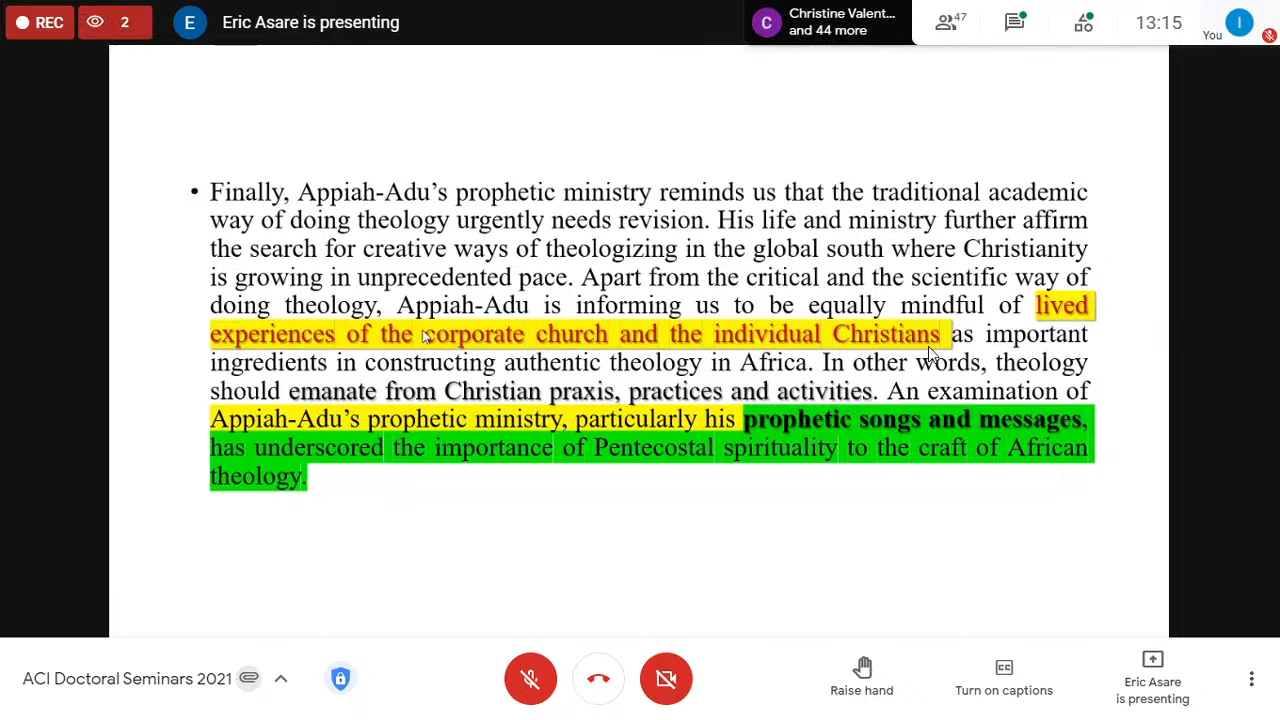 REC
2
E
Eric Asare is presenting
C
Christine Valent...
and 44 more
47
13:15
You
I
• Finally, Appiah-Adu’s prophetic ministry reminds us that the traditional academic
way of doing theology urgently needs revision. His life and ministry further affirm
the search for creative ways of theologizing in the global south where Christianity
is growing in unprecedented pace. Apart from the critical and the scientific way of
doing theology, Appiah-Adu is informing us to be equally mindful of lived
experiences of the corporate church and the individual Christians as important
ingredients in constructing authentic theology in Africa. In other words, theology
should emanate from Christian praxis, practices and activities. An examination of
Appiah-Adu’s prophetic ministry, particularly his prophetic songs and messages,
has underscored the importance of Pentecostal spirituality to the craft of African
theology.
ACI Doctoral Seminars 2021
Raise hand
CC
Turn on captions
Eric Asare
is presenting